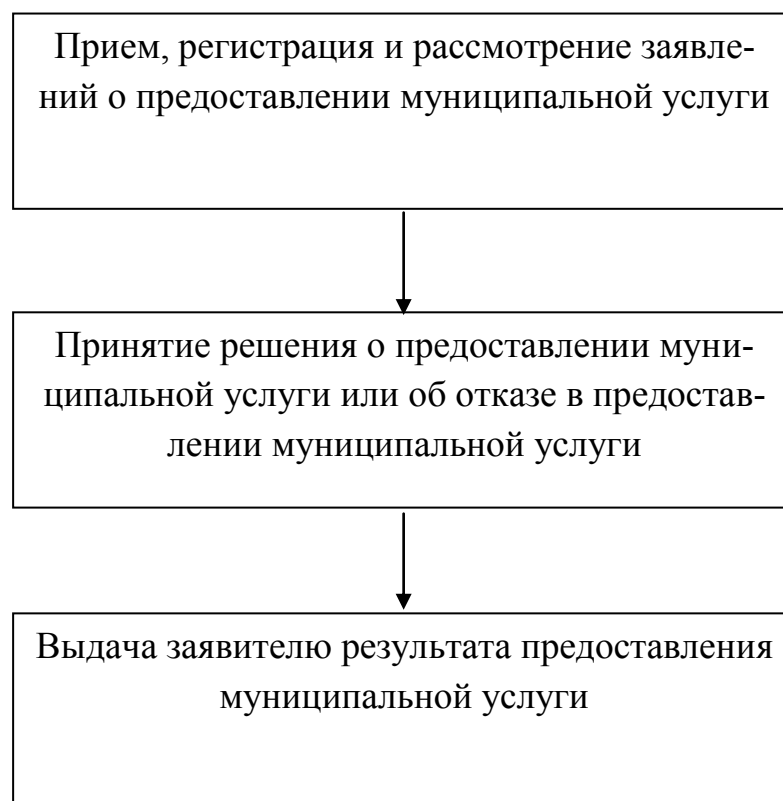 Прием, регистрация и рассмотрение заявле-
ний о предоставлении муниципальной услуги
Принятие решения о предоставлении муни-
ципальной услуги или об отказе в предостав-
лении муниципальной услуги
Выдача заявителю результата предоставления
муниципальной услуги